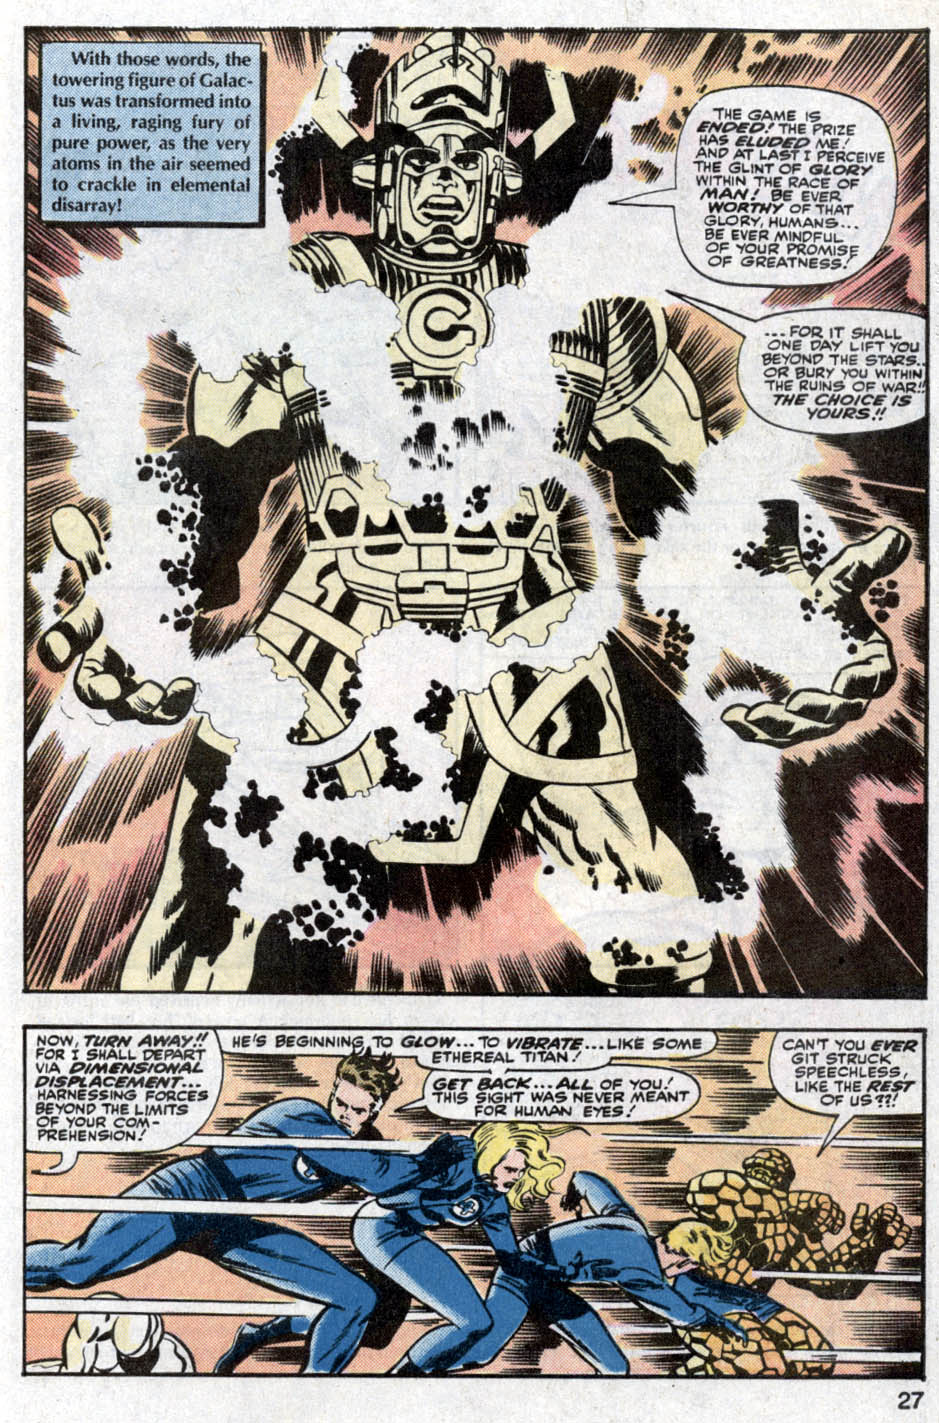 With those words, the
towering figure of Galac-
tus was transformed into
a living, raging fury of
pure power, as the very
atoms in the air seemed
to crackle in elemental
disarray!
THE GAME IS
ENDED! THE PRIZE
HAS ELUDED ME!
AND AT LAST I PERCEIVE
THE GLINT OF GLORY
WITHIN THE RACE OF
MAN! BE EVER
WORTHY OF THAT
GLORY, HUMANS...
BE EVER MINDFUL
OF YOUR PROMISE
OF GREATNESS!
...FOR IT SHALL
ONE DAY LIFT YOU
BEYOND THE STARS..
OR BURY YOU WITHIN
THE RUINS OF WAR!!
THE CHOICE IS
YOURS!!
G
NOW, TURN AWAY!!
FOR I SHALL DEPART
VIA DIMENSIONAL
DISPLACEMENT...
HARNESSING FORCES
BEYOND THE LIMITS
OF YOUR COM-
PREHENSION!
HE'S BEGINNING TO GLOW...TO VIBRATE...LIKE SOME
ETHEREAL TITAN!
GET BACK...ALL OF YOU!
THIS SIGHT WAS NEVER MEANT
FOR HUMAN EYES!
CAN'T YOU EVER
GIT STRUCK
SPEECHLESS,
LIKE THE REST
OF US??!
4
27